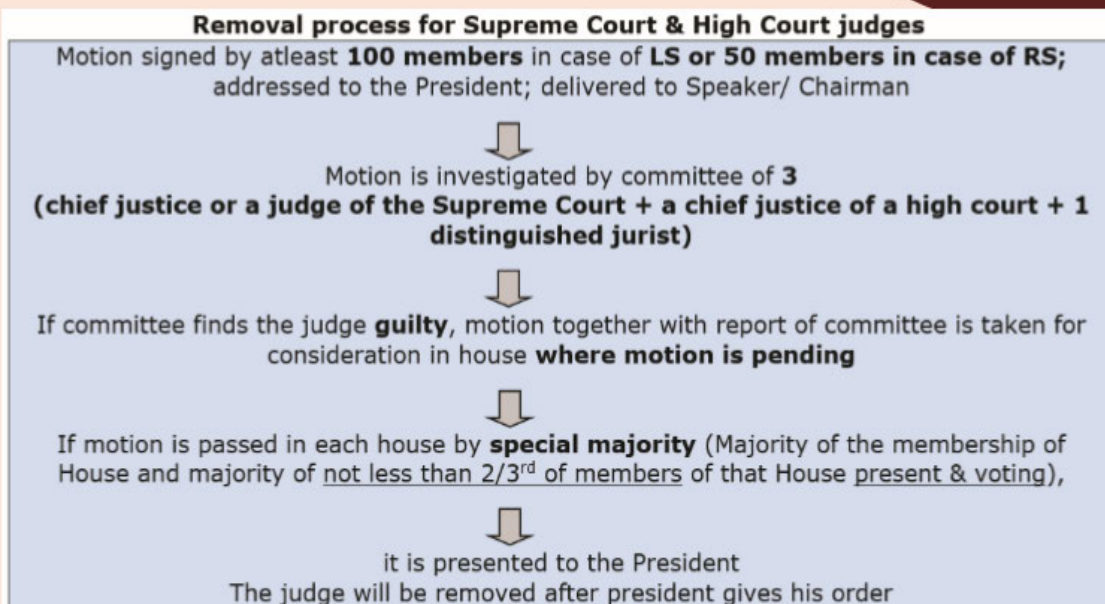 Removal process for Supreme Court & High Court judges
Motion signed by atleast 100 members in case of LS or 50 members in case of RS;
addressed to the President; delivered to Speaker/ Chairman
Motion is investigated by committee of 3
(chief justice or a judge of the Supreme Court + a chief justice of a high court + 1
distinguished jurist)
If committee finds the judge guilty, motion together with report of committee is taken for
consideration in house where motion is pending
If motion is passed in each house by special majority (Majority of the membership of
House and majority of not less than 2/3rd of members of that House present & voting),
it is presented to the President
The judge will be removed after president gives his order